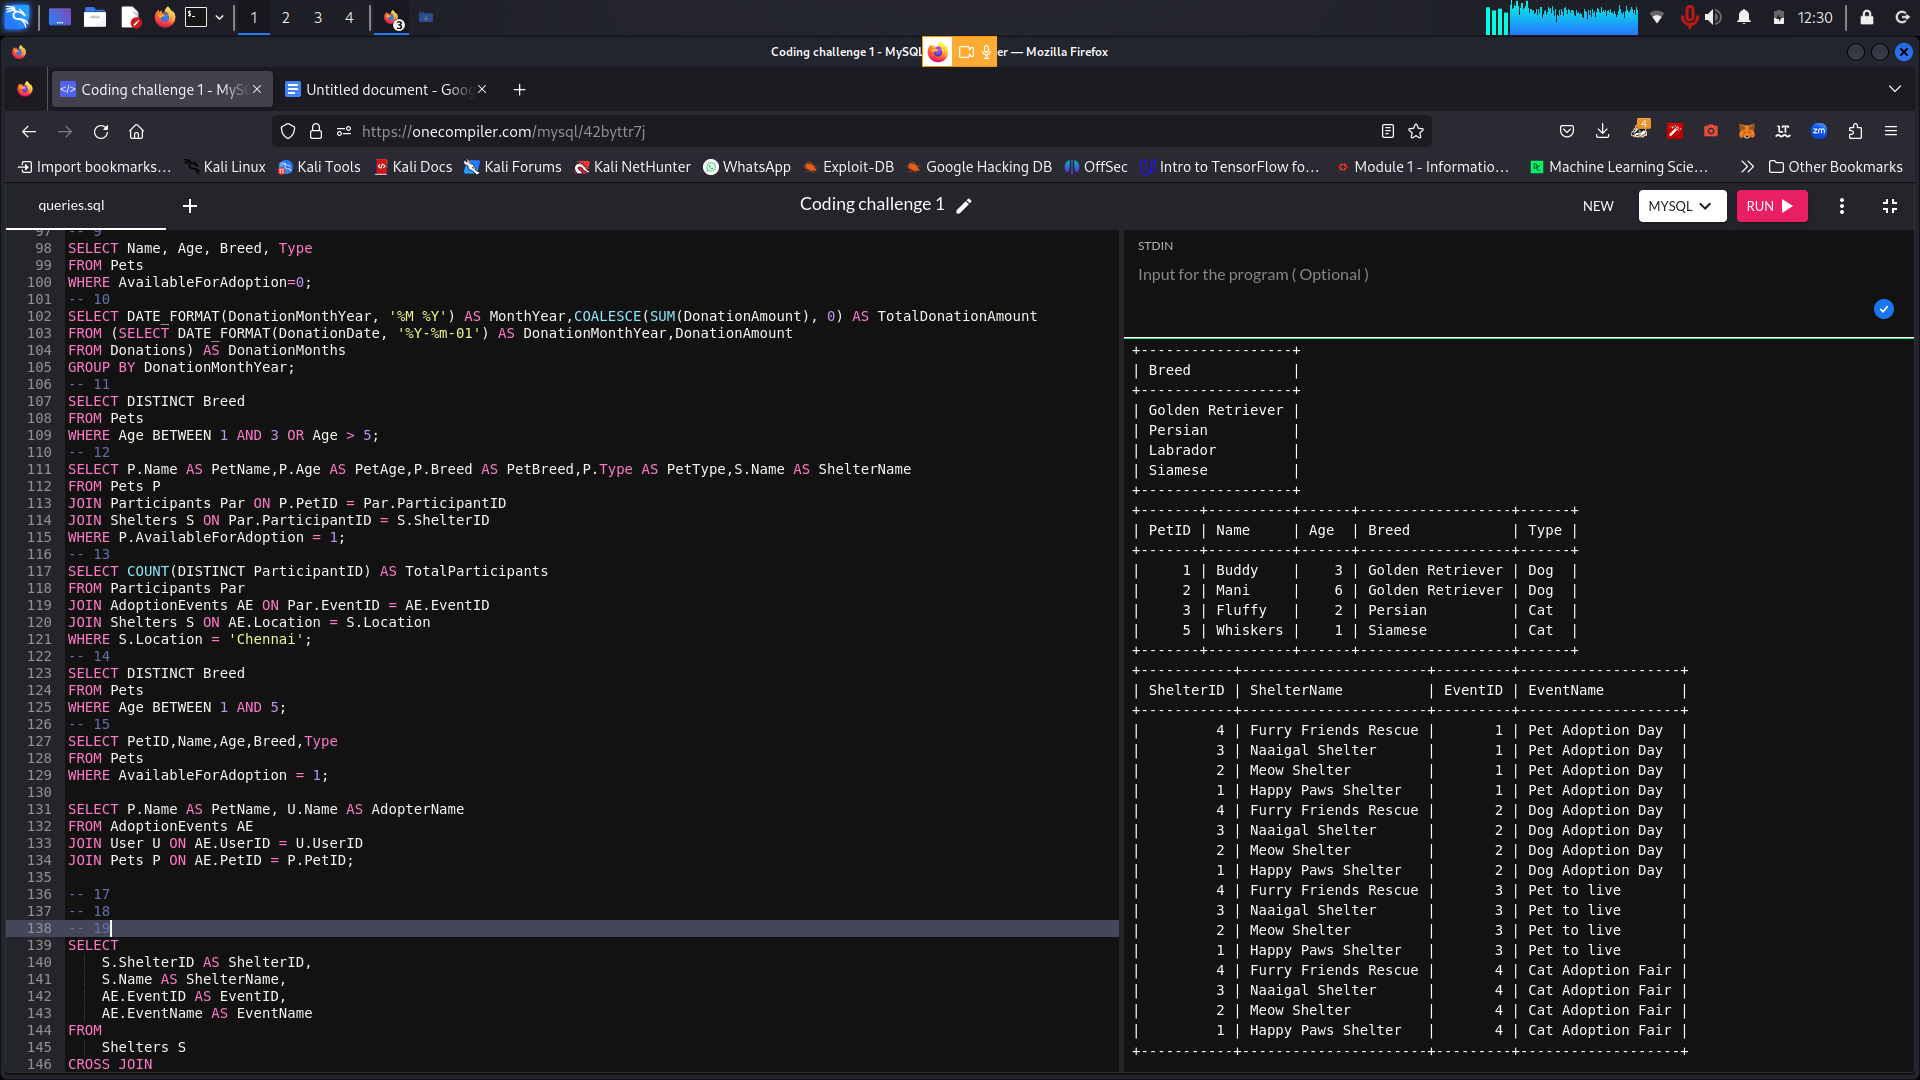 1
2
3
4
3
12:30
Coding challenge 1 - MySQL
er — Mozilla Firefox
Coding challenge 1 - MyS
Untitled document - Goo
https://onecompiler.com/mysql/42byttr7j
4
zm
Import bookmarks...
Kali Linux
Kali Tools
Kali Docs
Kali Forums
Kali NetHunter
WhatsApp
Exploit-DB
Google Hacking DB
OffSec
Intro to TensorFlow fo...
Module 1 - Informatio...
Machine Learning Scie...
Other Bookmarks
queries.sql
Coding challenge 1
NEW
MYSQL
RUN
97 -- 9
98 SELECT Name, Age, Breed, Type
99 FROM Pets
100 WHERE AvailableForAdoption=0;
101 -- 10
102 SELECT DATE_FORMAT(DonationMonthYear, '%M %Y') AS MonthYear,COALESCE(SUM(DonationAmount), 0) AS TotalDonationAmount
103 FROM (SELECT DATE_FORMAT(DonationDate, '%Y-%m-01') AS DonationMonthYear,DonationAmount
104 FROM Donations) AS DonationMonths
105 GROUP BY DonationMonthYear;
106 -- 11
107 SELECT DISTINCT Breed
108 FROM Pets
109 WHERE Age BETWEEN 1 AND 3 OR Age > 5;
110 -- 12
111 SELECT P.Name AS PetName,P.Age AS PetAge,P.Breed AS PetBreed,P.Type AS PetType,S.Name AS ShelterName
112 FROM Pets P
113 JOIN Participants Par ON P.PetID = Par.ParticipantID
114 JOIN Shelters S ON Par.ParticipantID = S.ShelterID
115 WHERE P.AvailableForAdoption = 1;
116 -- 13
117 SELECT COUNT(DISTINCT ParticipantID) AS TotalParticipants
118 FROM Participants Par
119 JOIN AdoptionEvents AE ON Par.EventID = AE.EventID
120 JOIN Shelters S ON AE.Location = S.Location
121 WHERE S.Location = 'Chennai';
122 -- 14
123 SELECT DISTINCT Breed
124 FROM Pets
125 WHERE Age BETWEEN 1 AND 5;
126 -- 15
127 SELECT PetID,Name,Age,Breed,Type
128 FROM Pets
129 WHERE AvailableForAdoption = 1;
130
131 SELECT P.Name AS PetName, U.Name AS AdopterName
132 FROM AdoptionEvents AE
133 JOIN User U ON AE.UserID = U.UserID
134 JOIN Pets P ON AE.PetID = P.PetID;
135
136 -- 17
137 -- 18
138 -- 19
139 SELECT
140 S.ShelterID AS ShelterID,
141 S.Name AS ShelterName,
142 AE.EventID AS EventID,
143 AE.EventName AS EventName
144 FROM
145 Shelters S
146 CROSS JOIN
STDIN
Input for the program ( Optional )
+------------------+
| Breed            |
+------------------+
| Golden Retriever |
| Persian          |
| Labrador         |
| Siamese          |
+------------------+
+-------+----------+------+------------------+------+
| PetID | Name     | Age  | Breed            | Type |
+-------+----------+------+------------------+------+
|     1 | Buddy    |    3 | Golden Retriever | Dog  |
|     2 | Mani     |    6 | Golden Retriever | Dog  |
|     3 | Fluffy   |    2 | Persian          | Cat  |
|     5 | Whiskers |    1 | Siamese          | Cat  |
+-------+----------+------+------------------+------+
+-----------+----------------------+---------+-------------------+
| ShelterID | ShelterName          | EventID | EventName         |
+-----------+----------------------+---------+-------------------+
|         4 | Furry Friends Rescue |       1 | Pet Adoption Day  |
|         3 | Naaigal Shelter      |       1 | Pet Adoption Day  |
|         2 | Meow Shelter         |       1 | Pet Adoption Day  |
|         1 | Happy Paws Shelter   |       1 | Pet Adoption Day  |
|         4 | Furry Friends Rescue |       2 | Dog Adoption Day  |
|         3 | Naaigal Shelter      |       2 | Dog Adoption Day  |
|         2 | Meow Shelter         |       2 | Dog Adoption Day  |
|         1 | Happy Paws Shelter   |       2 | Dog Adoption Day  |
|         4 | Furry Friends Rescue |       3 | Pet to live       |
|         3 | Naaigal Shelter      |       3 | Pet to live       |
|         2 | Meow Shelter         |       3 | Pet to live       |
|         1 | Happy Paws Shelter   |       3 | Pet to live       |
|         4 | Furry Friends Rescue |       4 | Cat Adoption Fair |
|         3 | Naaigal Shelter      |       4 | Cat Adoption Fair |
|         2 | Meow Shelter         |       4 | Cat Adoption Fair |
|         1 | Happy Paws Shelter   |       4 | Cat Adoption Fair |
+-----------+----------------------+---------+-------------------+